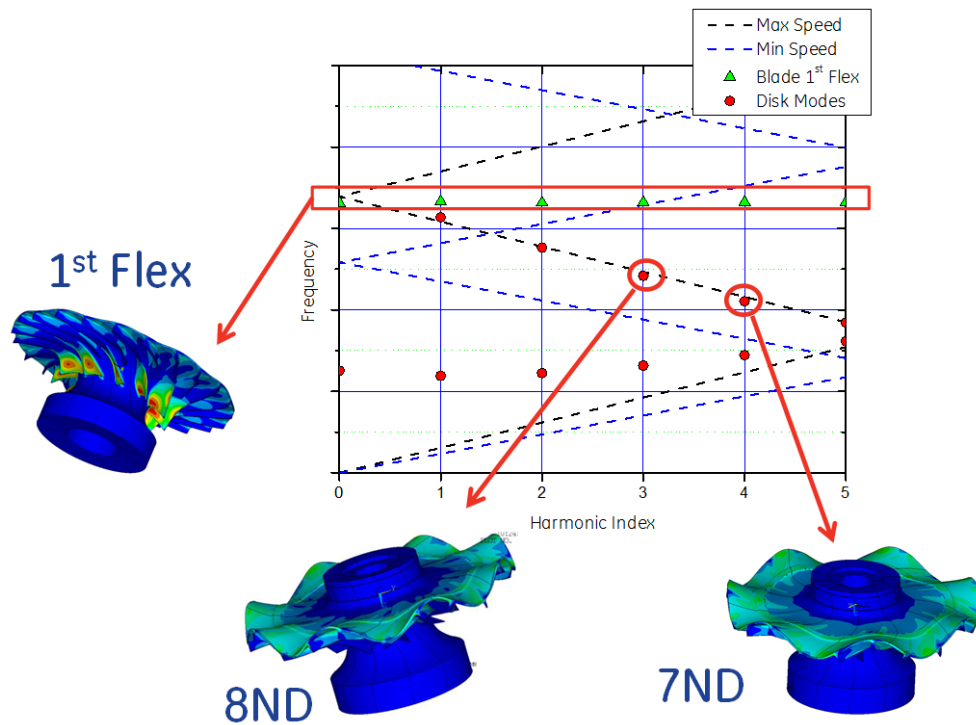 Max Speed
Min Speed
Blade 1st Flex
Disk Modes
1st Flex
Frequency
0 1 2 3 4 5
Harmonic Index
8ND
7ND